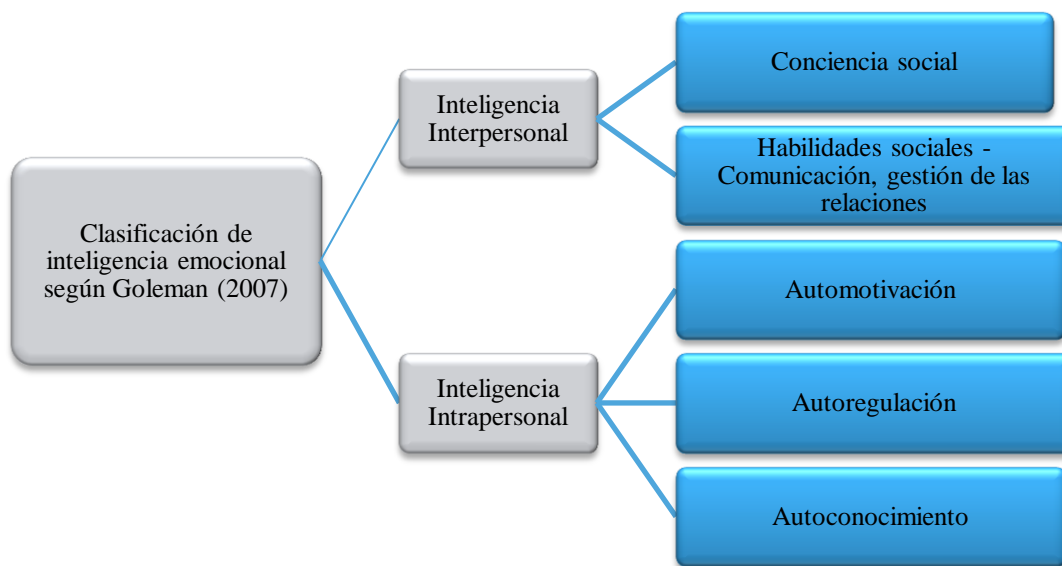 Clasificación de
inteligencia emocional
según Goleman (2007)
Inteligencia
Interpersonal
Conciencia social
Habilidades sociales -
Comunicación, gestión de las
relaciones
Inteligencia
Intrapersonal
Automotivación
Autoregulación
Autoconocimiento